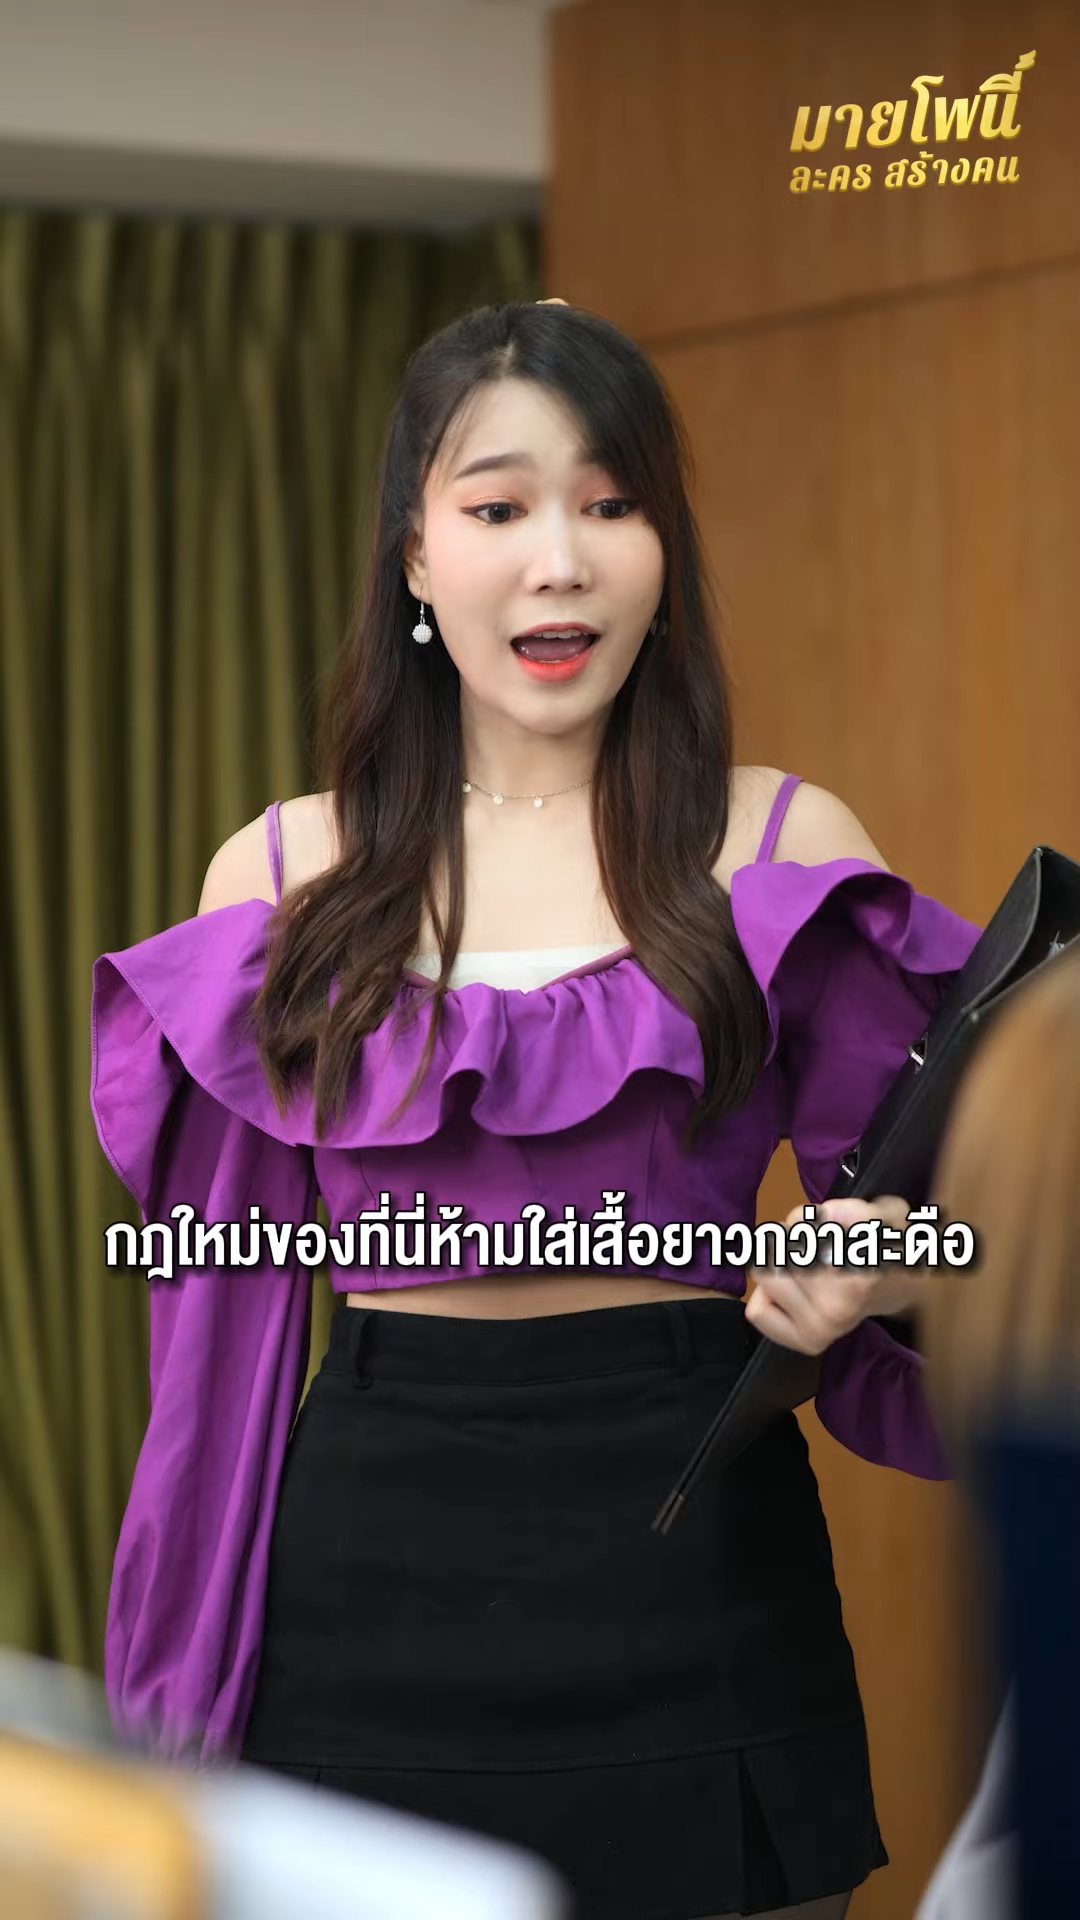 มายโพนี้
ละคร สร้างคน
กฎใหม่ของที่นี่ห้ามใส่เสื้อยาวกว่าสะดือ